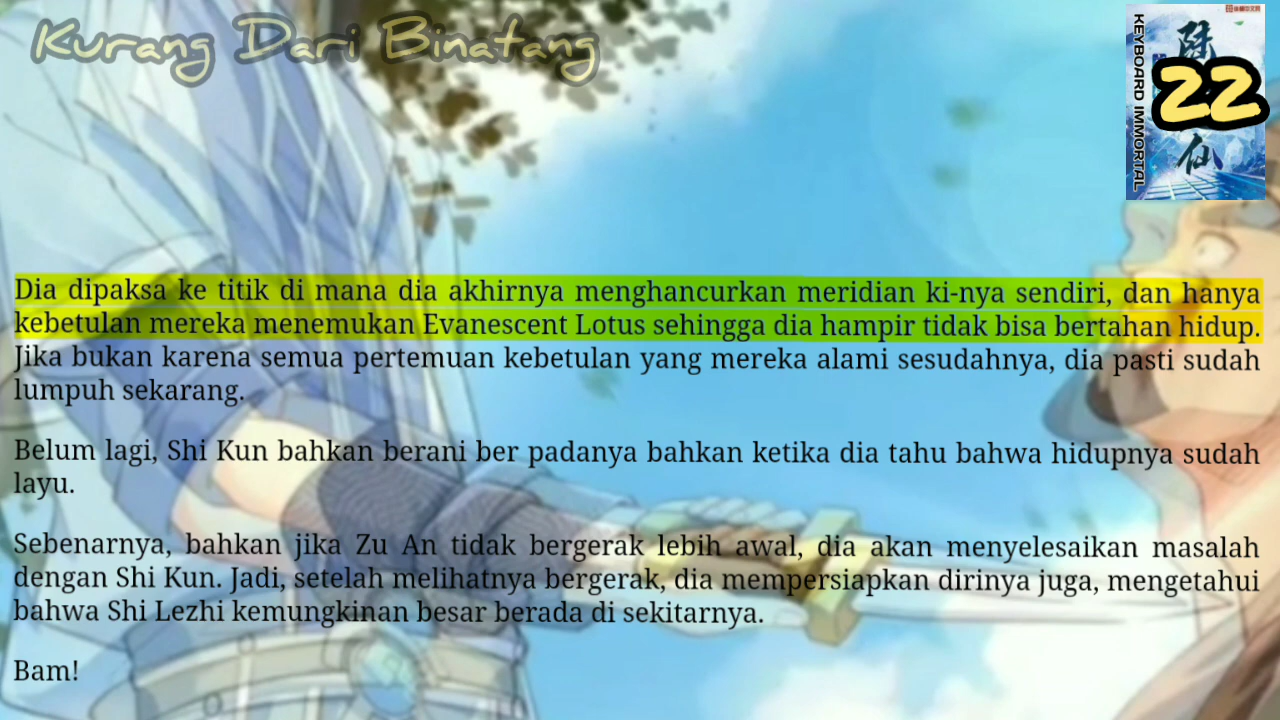 Kurang Dari Binatang
KEYBOARD IMMORTAL
22
仙
Dia dipaksa ke titik di mana dia akhirnya menghancurkan meridian ki-nya sendiri, dan hanya
kebetulan mereka menemukan Evanescent Lotus sehingga dia hampir tidak bisa bertahan hidup.
Jika bukan karena semua pertemuan kebetulan yang mereka alami sesudahnya, dia pasti sudah
lumpuh sekarang.
Belum lagi, Shi Kun bahkan berani ber padanya bahkan ketika dia tahu bahwa hidupnya sudah
layu.
Sebenarnya, bahkan jika Zu An tidak bergerak lebih awal, dia akan menyelesaikan masalah
dengan Shi Kun. Jadi, setelah melihatnya bergerak, dia mempersiapkan dirinya juga, mengetahui
bahwa Shi Lezhi kemungkinan besar berada di sekitarnya.
Bam!